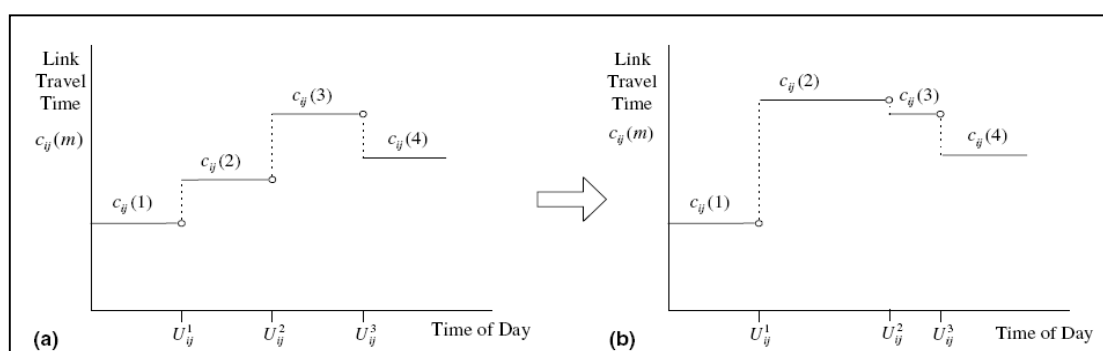 Link
Travel
Time
c_ij(m)
c_ij(1)
c_ij(2)
c_ij(3)
c_ij(4)
U_ij^1
U_ij^2
U_ij^3
Time of Day
(a)
Link
Travel
Time
c_ij(m)
c_ij(1)
c_ij(2)
c_ij(3)
c_ij(4)
U_ij^1
U_ij^2
U_ij^3
Time of Day
(b)